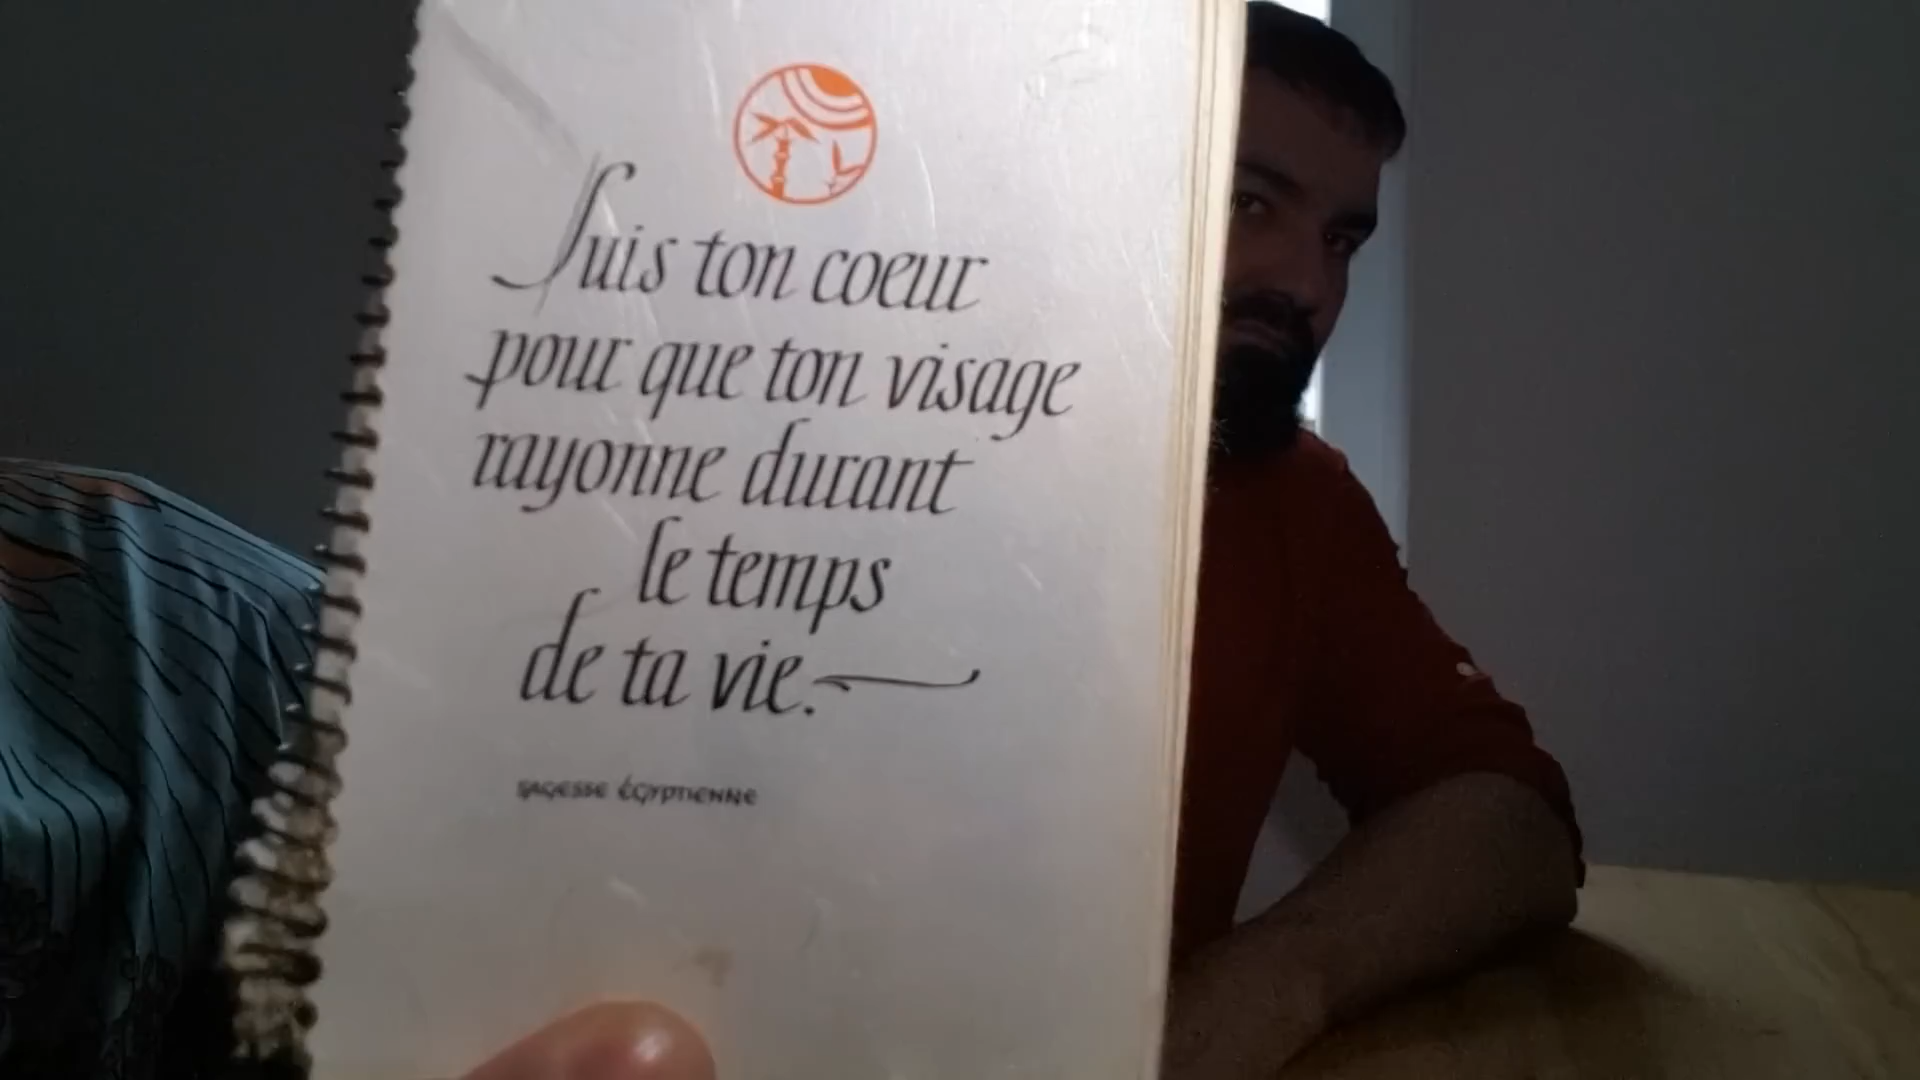 Suis ton coeur
pour que ton visage
rayonne durant
le temps
de ta vie.
SAGESSE ÉGYPTIENNE